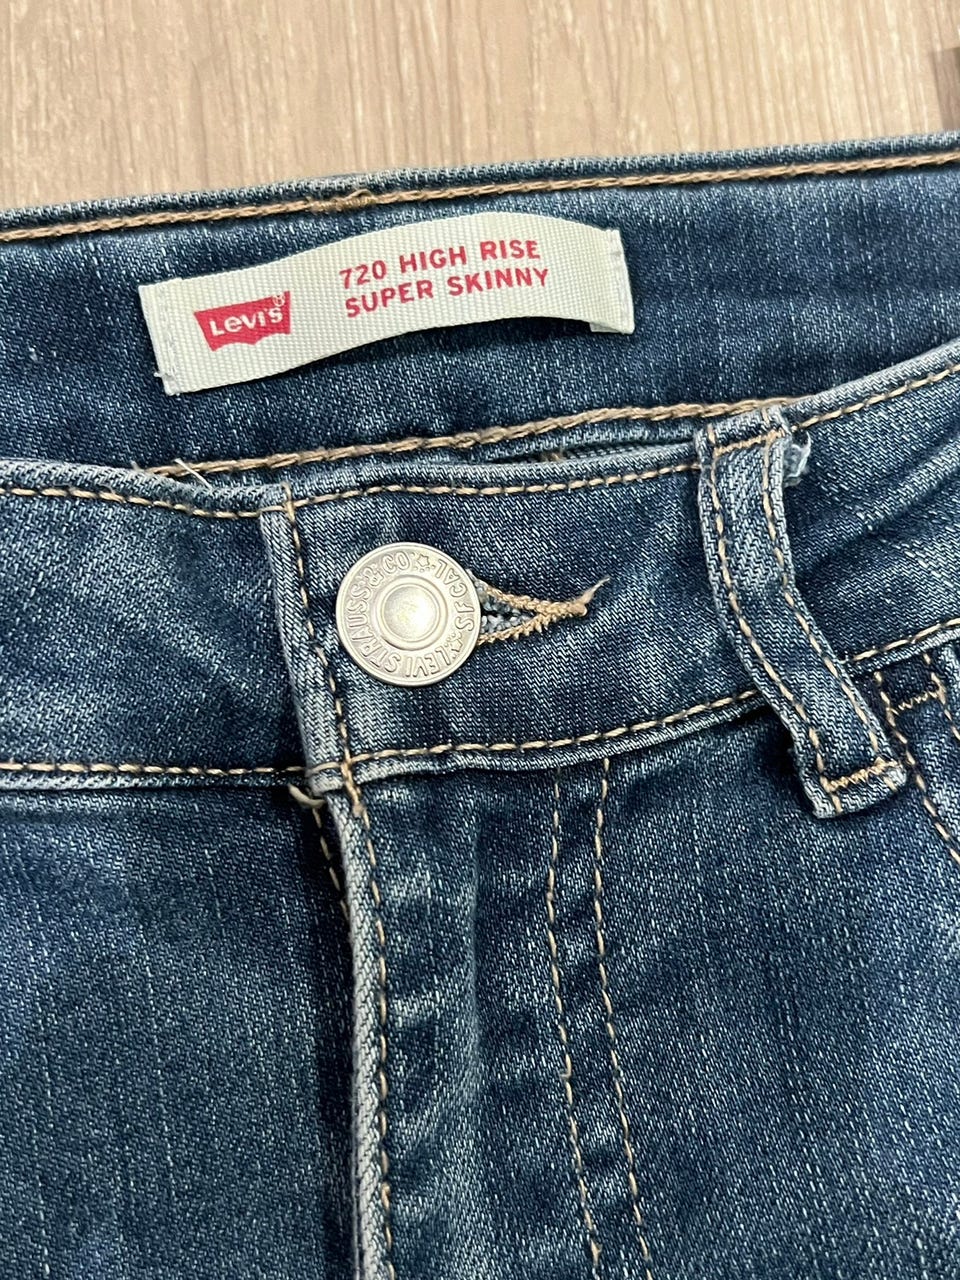 720 HIGH RISE
SUPER SKINNY
Levi's®
LEVI STRAUSS & CO
S.F. CAL